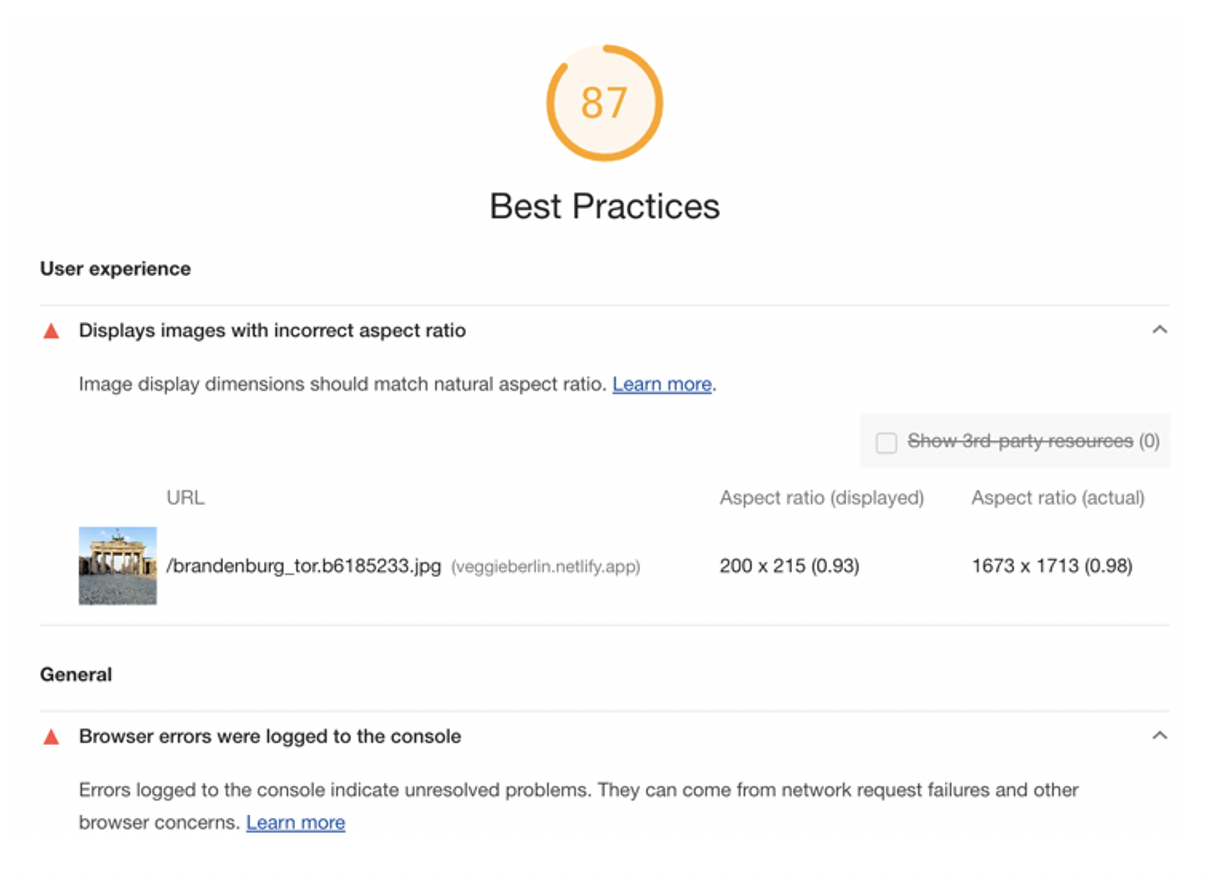 87
Best Practices
User experience
Displays images with incorrect aspect ratio
Image display dimensions should match natural aspect ratio. Learn more.
Show 3rd-party resources (0)
URL Aspect ratio (displayed) Aspect ratio (actual)
/brandenburg_tor.b6185233.jpg (veggieberlin.netlify.app) 200 x 215 (0.93) 1673 x 1713 (0.98)
General
Browser errors were logged to the console
Errors logged to the console indicate unresolved problems. They can come from network request failures and other
browser concerns. Learn more